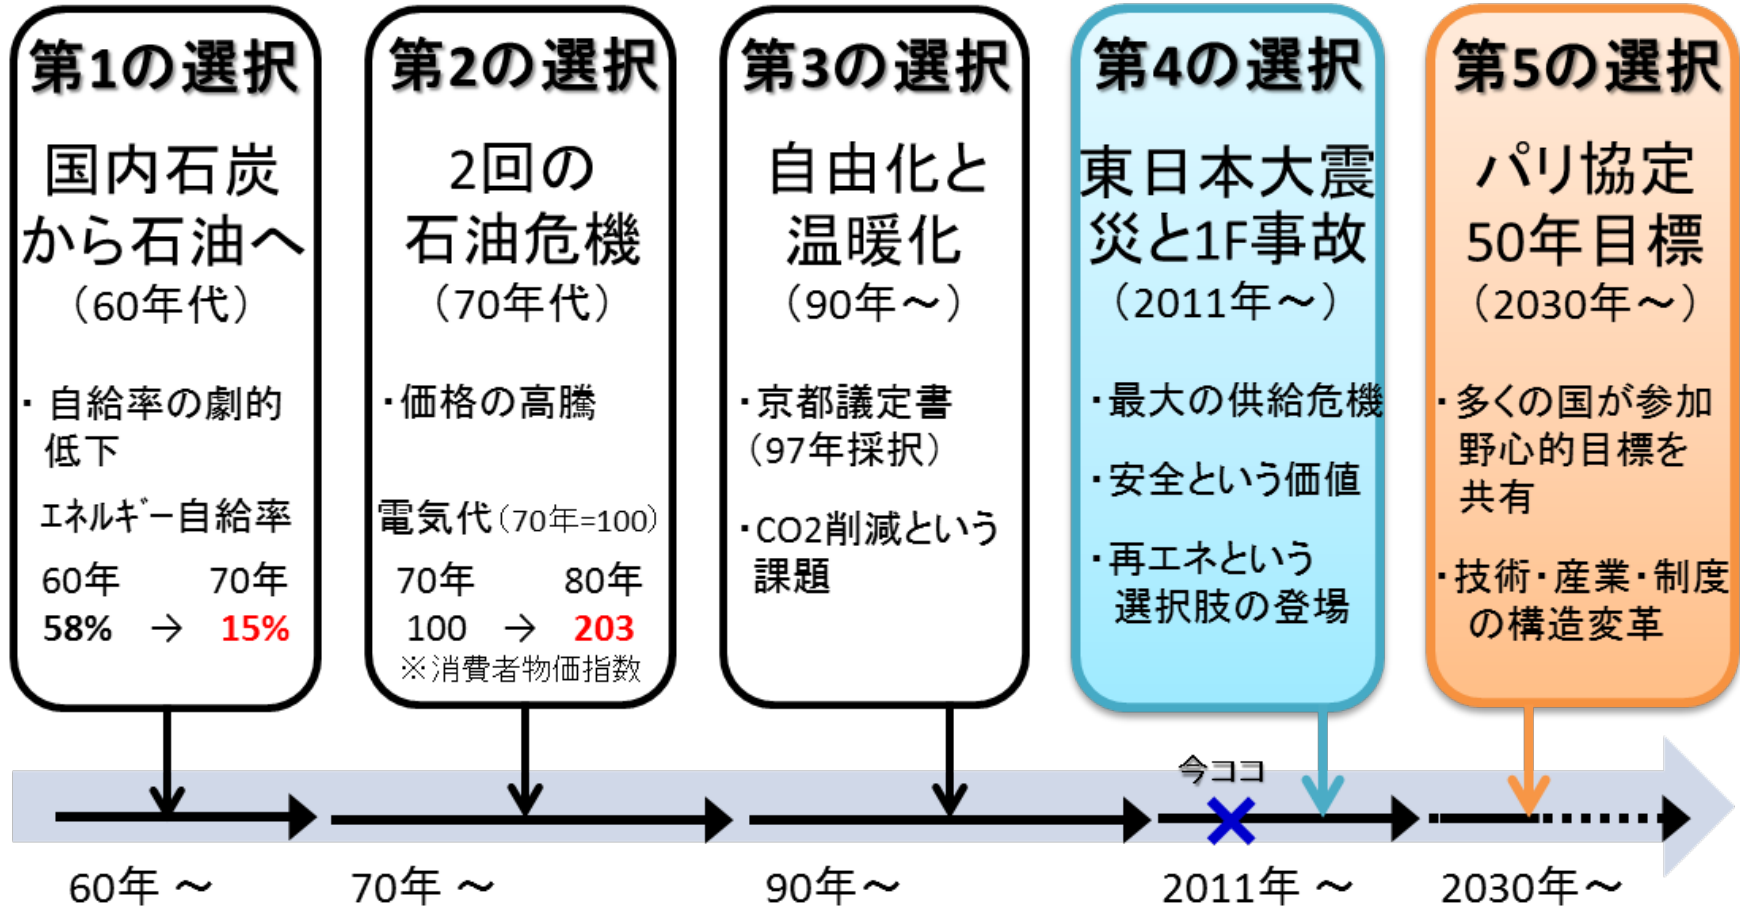 第1の選択
国内石炭
から石油へ
（60年代）
・自給率の劇的
低下
ｴﾈﾙｷﾞｰ自給率
60年 70年
58% → 15%
第2の選択
2回の
石油危機
（70年代）
・価格の高騰
電気代（70年=100）
70年 80年
100 → 203
※消費者物価指数
第3の選択
自由化と
温暖化
（90年～）
・京都議定書
（97年採択）
・CO2削減という
課題
第4の選択
東日本大震
災と1F事故
（2011年～）
・最大の供給危機
・安全という価値
・再エネという
選択肢の登場
第5の選択
パリ協定
50年目標
（2030年～）
・多くの国が参加
野心的目標を
共有
・技術・産業・制度
の構造変革
今ココ
60年 ～
70年 ～
90年～
2011年 ～
2030年～